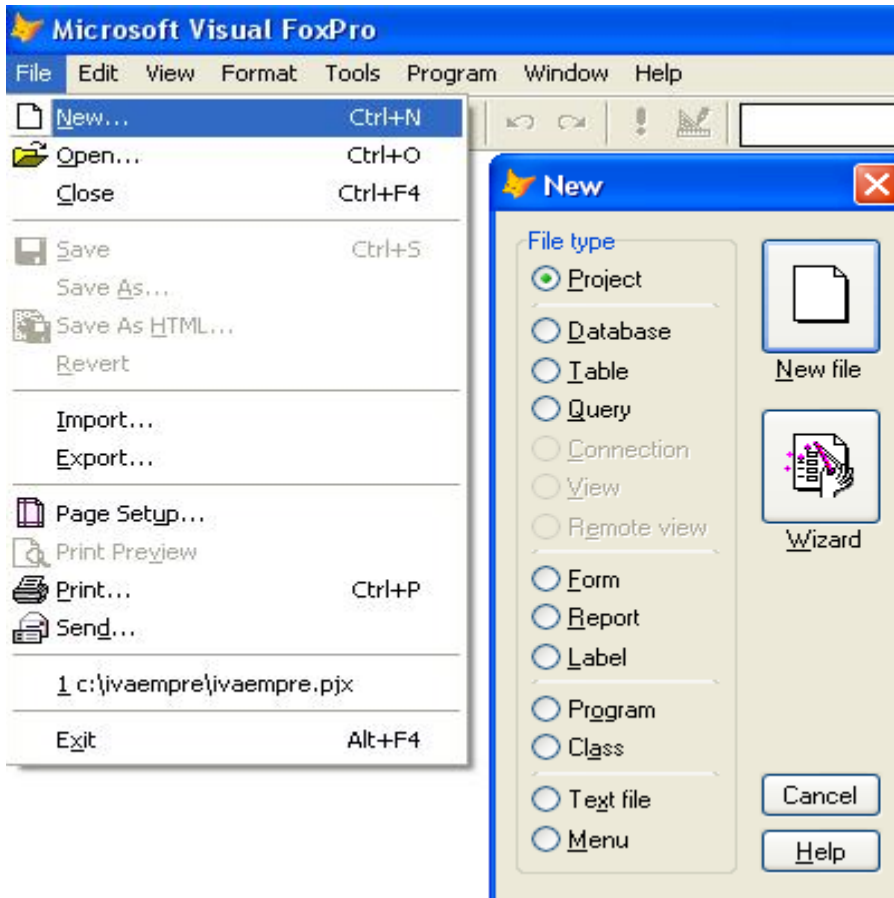 Microsoft Visual FoxPro
File Edit View Format Tools Program Window Help
New... Ctrl+N
Open... Ctrl+O
Close Ctrl+F4
Save Ctrl+S
Save As...
Save As HTML...
Revert
Import...
Export...
Page Setup...
Print Preview
Print... Ctrl+P
Send...
1 c:\ivaempre\ivaempre.pjx
Exit Alt+F4
New
File type
Project
Database
Table
Query
Connection
View
Remote view
Form
Report
Label
Program
Class
Text file
Menu
New file
Wizard
Cancel
Help